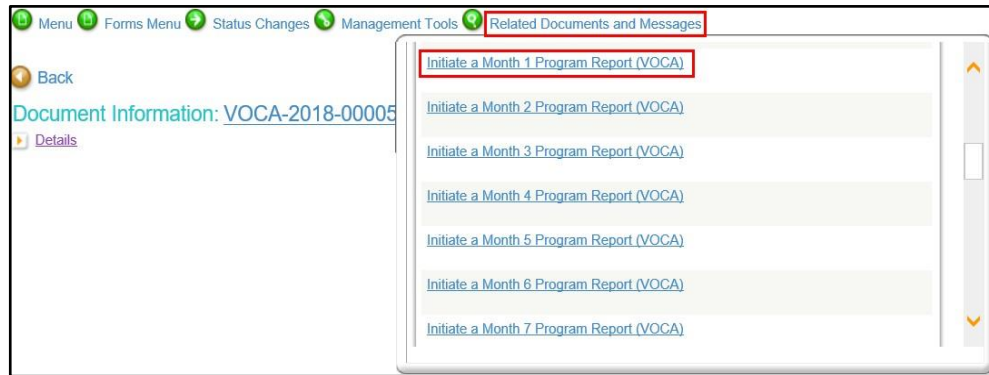 Menu Forms Menu Status Changes Management Tools Related Documents and Messages
Back
Document Information: VOCA-2018-00005
Details
Initiate a Month 1 Program Report (VOCA)
Initiate a Month 2 Program Report (VOCA)
Initiate a Month 3 Program Report (VOCA)
Initiate a Month 4 Program Report (VOCA)
Initiate a Month 5 Program Report (VOCA)
Initiate a Month 6 Program Report (VOCA)
Initiate a Month 7 Program Report (VOCA)